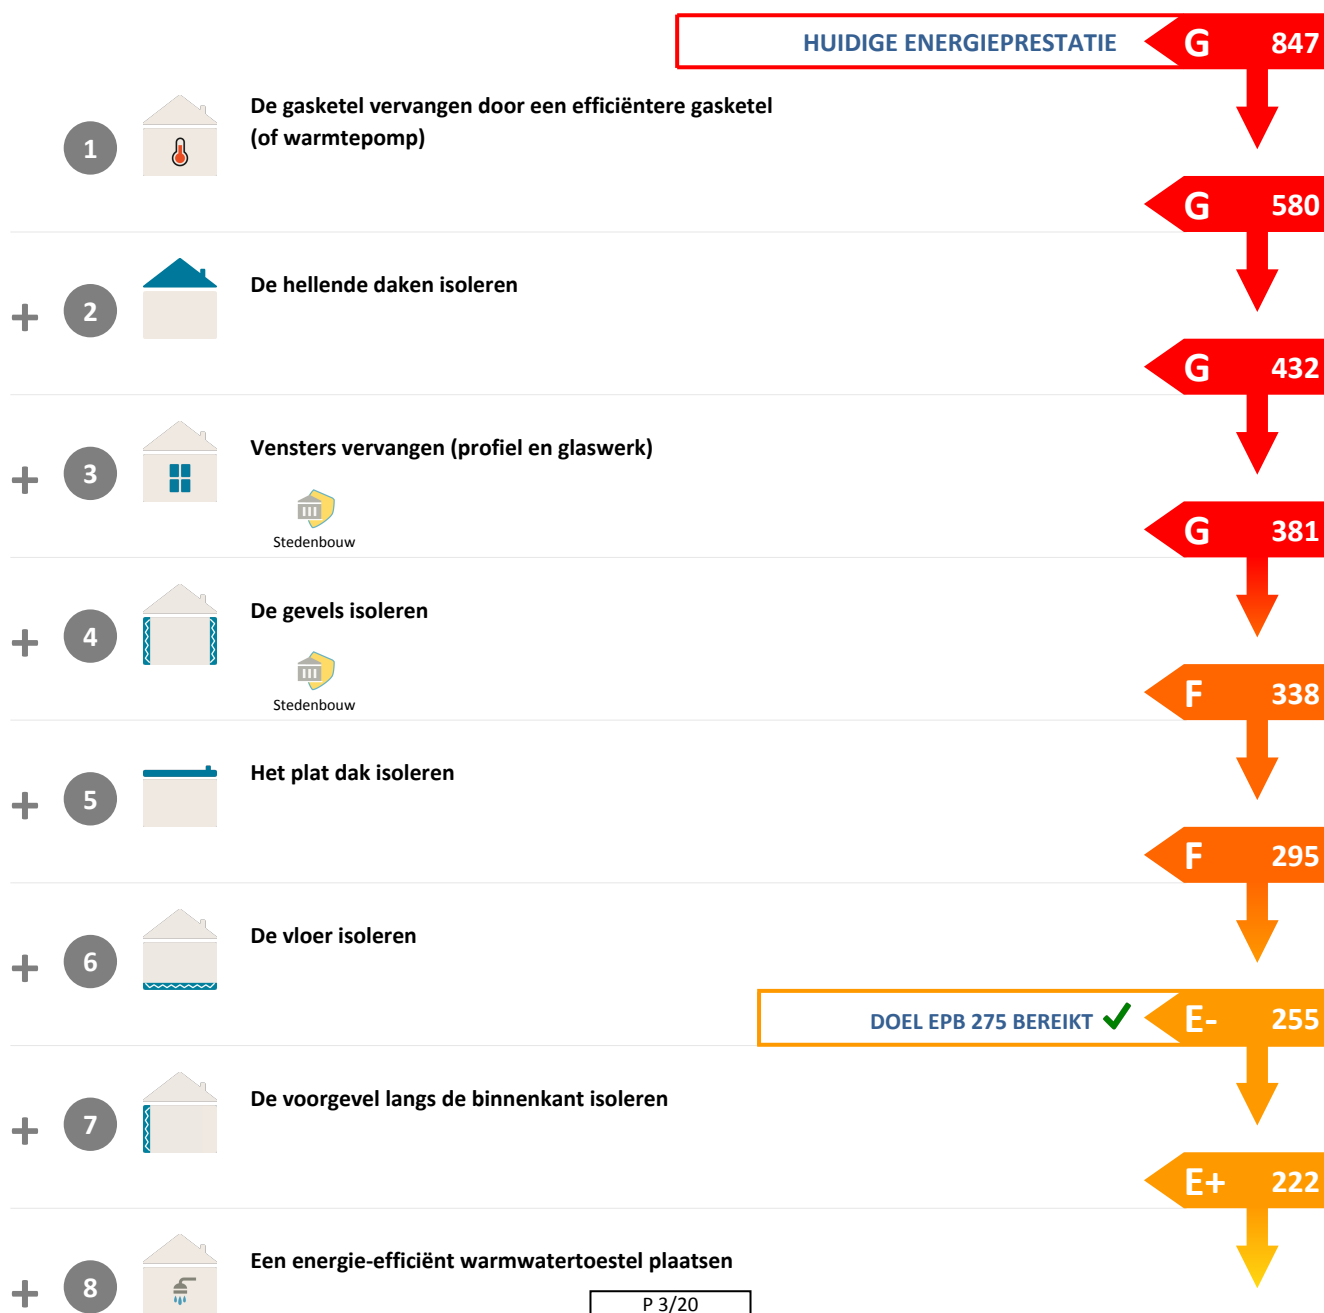 HUIDIGE ENERGIEPRESTATIE G 847
1 De gasketel vervangen door een efficiëntere gasketel
(of warmtepomp)
G 580
+ 2 De hellende daken isoleren
G 432
+ 3 Vensters vervangen (profiel en glaswerk)
Stedenbouw
G 381
+ 4 De gevels isoleren
Stedenbouw
F 338
+ 5 Het plat dak isoleren
F 295
+ 6 De vloer isoleren
DOEL EPB 275 BEREIKT ✓ E- 255
+ 7 De voorgevel langs de binnenkant isoleren
E+ 222
+ 8 Een energie-efficiënt warmwatertoestel plaatsen
P 3/20